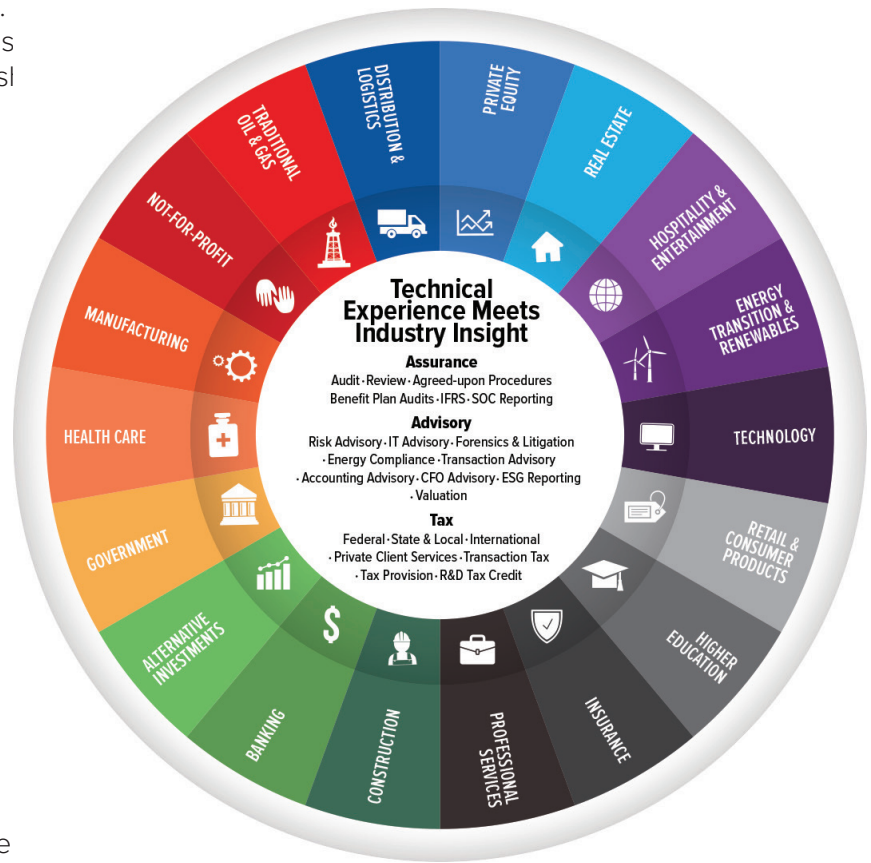 .
s
sl
DISTRIBUTION &
LOGISTICS
PRIVATE
EQUITY
REAL ESTATE
HOSPITALITY &
ENTERTAINMENT
ENERGY
TRANSITION &
RENEWABLES
TECHNOLOGY
RETAIL &
CONSUMER
PRODUCTS
HIGHER
EDUCATION
INSURANCE
PROFESSIONAL
SERVICES
CONSTRUCTION
BANKING
ALTERNATIVE
INVESTMENTS
GOVERNMENT
HEALTH CARE
MANUFACTURING
NOT-FOR-PROFIT
TRADITIONAL
OIL & GAS
$
Technical
Experience Meets
Industry Insight
Assurance
Audit · Review · Agreed-upon Procedures
Benefit Plan Audits · IFRS · SOC Reporting
Advisory
Risk Advisory · IT Advisory · Forensics & Litigation
· Energy Compliance · Transaction Advisory
· Accounting Advisory · CFO Advisory · ESG Reporting
· Valuation
Tax
Federal · State & Local · International
· Private Client Services · Transaction Tax
· Tax Provision · R&D Tax Credit
e